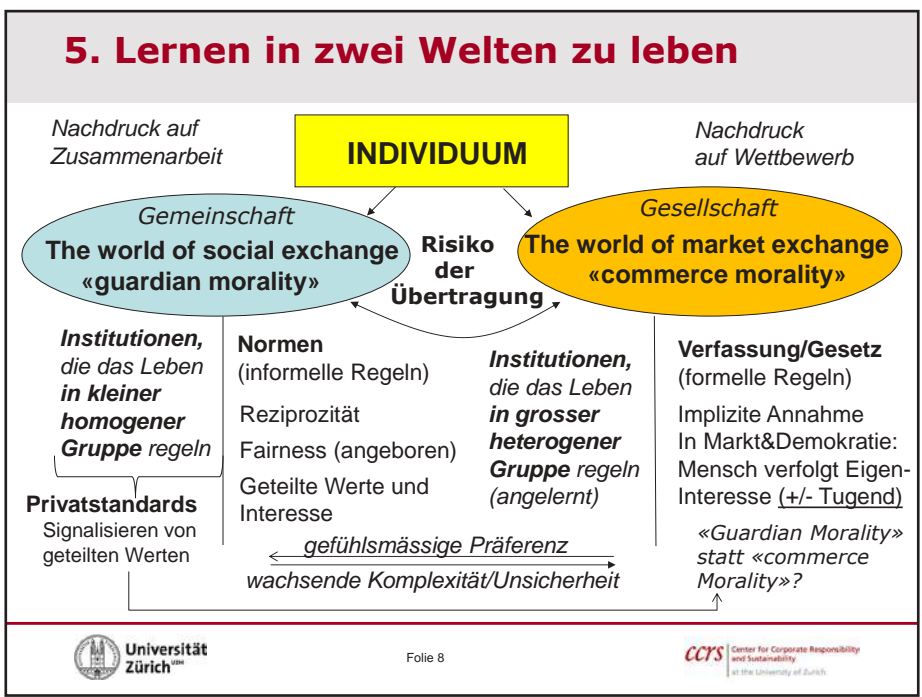 5. Lernen in zwei Welten zu leben
Nachdruck auf
Zusammenarbeit
INDIVIDUUM
Nachdruck
auf Wettbewerb
Gemeinschaft
The world of social exchange
«guardian morality»
Risiko
der
Übertragung
Gesellschaft
The world of market exchange
«commerce morality»
Institutionen,
die das Leben
in kleiner
homogener
Gruppe regeln
Normen
(informelle Regeln)
Reziprozität
Fairness (angeboren)
Geteilte Werte und
Interesse
Institutionen,
die das Leben
in grosser
heterogener
Gruppe regeln
(angelernt)
Verfassung/Gesetz
(formelle Regeln)
Implizite Annahme
In Markt&Demokratie:
Mensch verfolgt Eigen-
Interesse (+/- Tugend)
Privatstandards
Signalisieren von
geteilten Werten
gefühlsmässige Präferenz
wachsende Komplexität/Unsicherheit
«Guardian Morality»
statt «commerce
Morality»?
Universität
Zürich UZH
Folie 8
CCRS
Center for Corporate Responsibility
and Sustainability
at the University of Zurich